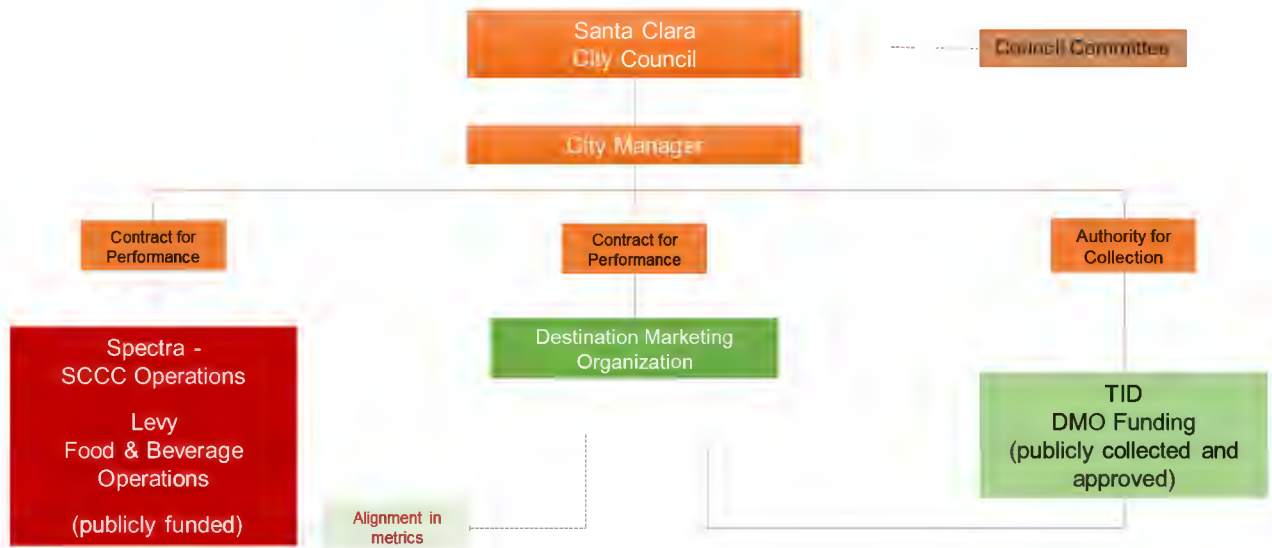 Santa Clara
City Council
Council Committee
City Manager
Contract for
Performance
Contract for
Performance
Authority for
Collection
Spectra -
SCCC Operations
Levy
Food & Beverage
Operations
(publicly funded)
Destination Marketing
Organization
TID
DMO Funding
(publicly collected and
approved)
Alignment in
metrics